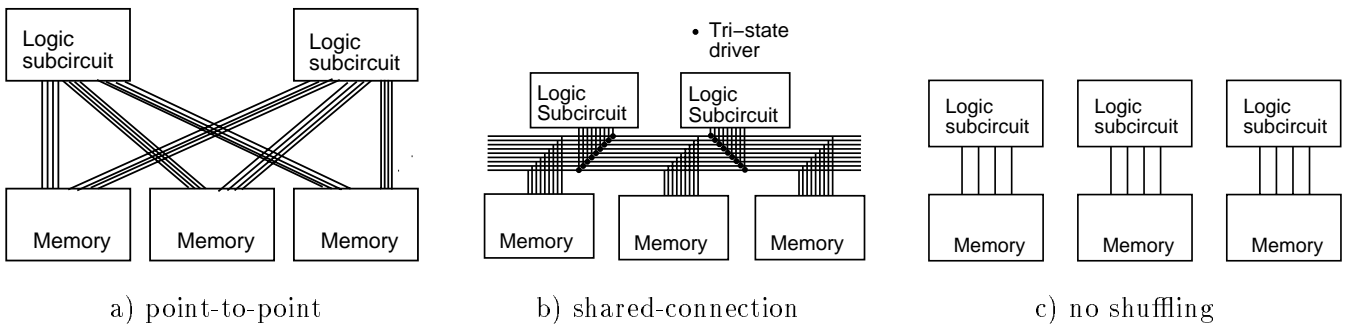 Logic
subcircuit
Logic
subcircuit
Memory
Memory
Memory
a) point-to-point
• Tri-state
driver
Logic
Subcircuit
Logic
Subcircuit
Memory
Memory
Memory
b) shared-connection
Logic
subcircuit
Logic
subcircuit
Logic
subcircuit
Memory
Memory
Memory
c) no shuffling